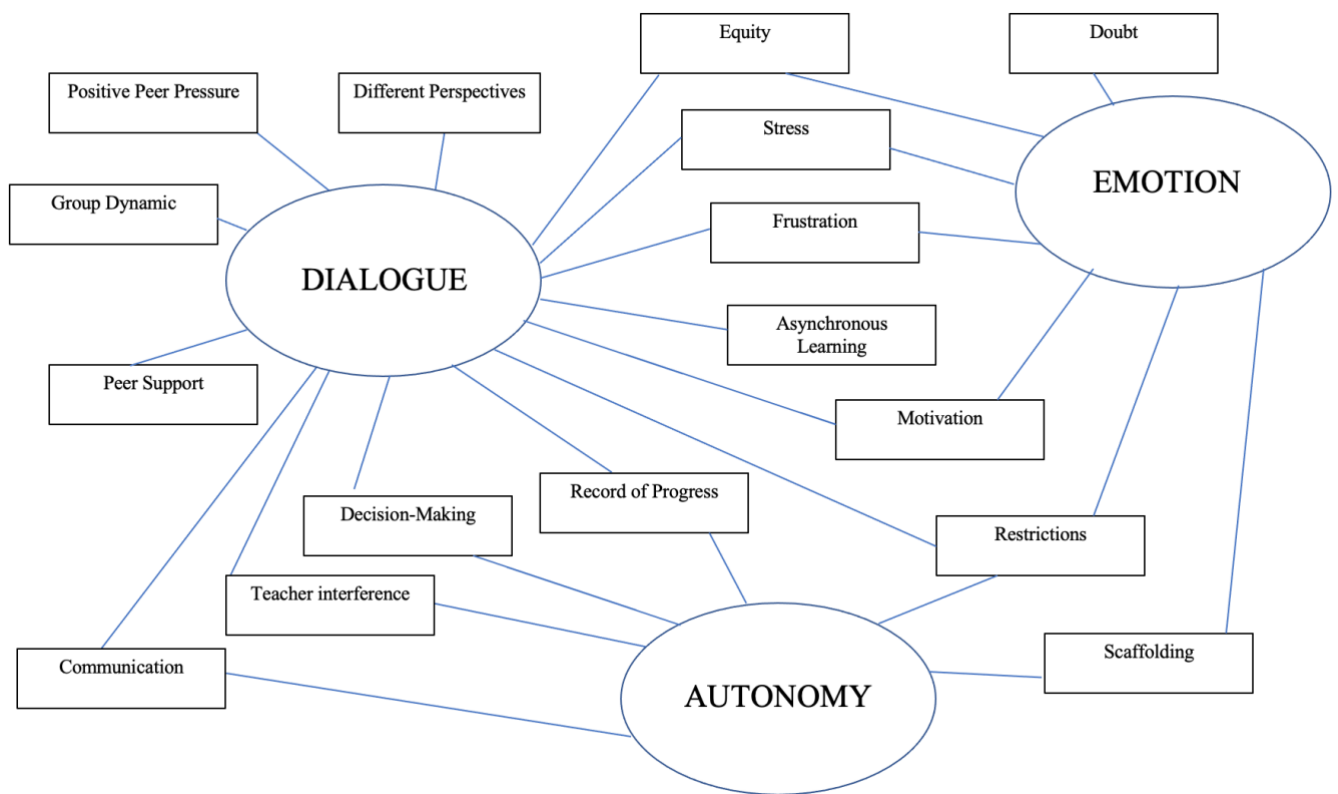 Equity
Doubt
Positive Peer Pressure
Different Perspectives
Stress
EMOTION
Group Dynamic
Frustration
DIALOGUE
Asynchronous
Learning
Peer Support
Motivation
Record of Progress
Decision-Making
Restrictions
Teacher interference
Communication
Scaffolding
AUTONOMY